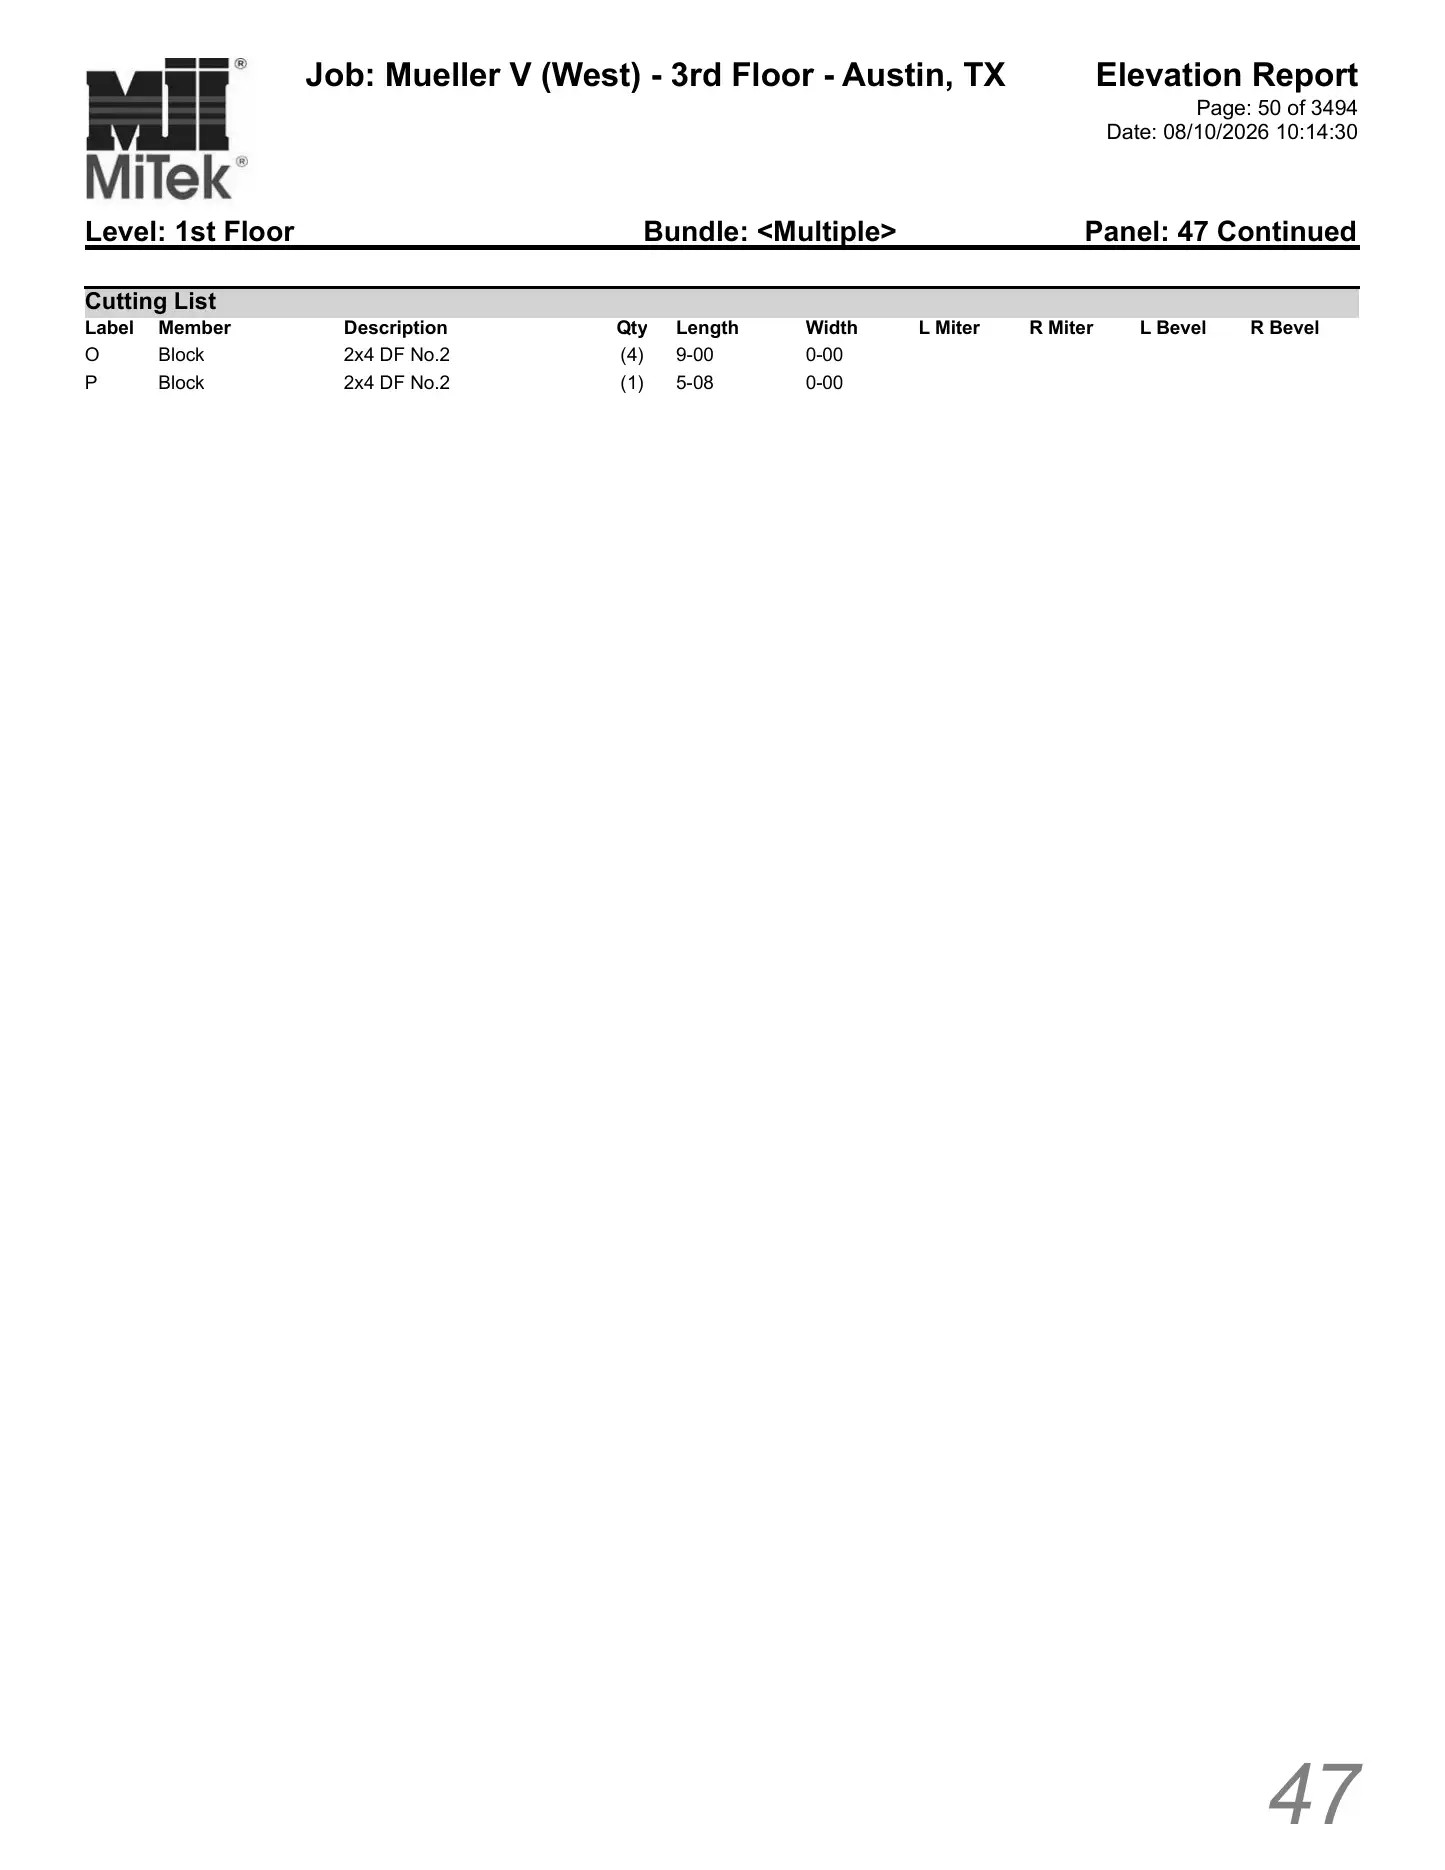 Job: Mueller V (West) - 3rd Floor - Austin, TX
Elevation Report
Page: 50 of 3494
Date: 08/10/2026 10:14:30
®
MiTek®
Level: 1st Floor Bundle: <Multiple> Panel: 47 Continued
Cutting List
Label Member Description Qty Length Width L Miter R Miter L Bevel R Bevel
O Block 2x4 DF No.2 (4) 9-00 0-00
P Block 2x4 DF No.2 (1) 5-08 0-00
47